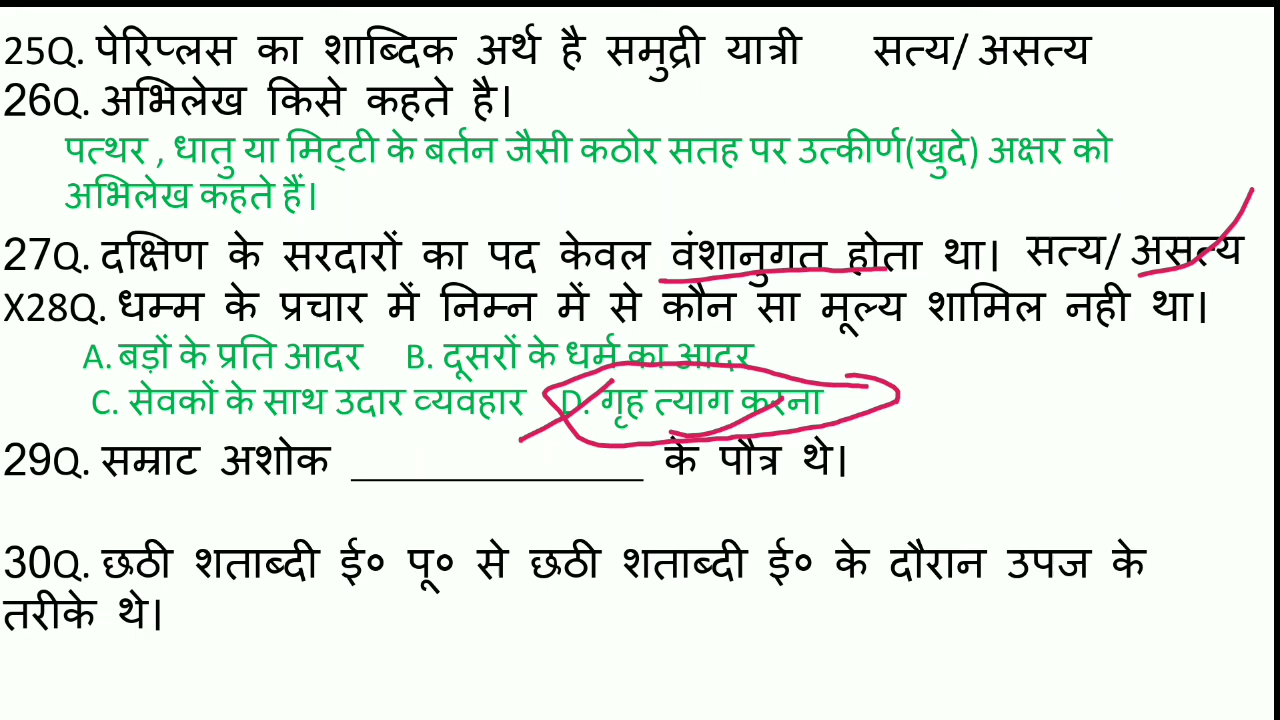 25Q. पेरिप्लस का शाब्दिक अर्थ है समुद्री यात्री सत्य/ असत्य
26Q. अभिलेख किसे कहते है।
पत्थर , धातु या मिट्टी के बर्तन जैसी कठोर सतह पर उत्कीर्ण(खुदे) अक्षर को
अभिलेख कहते हैं।
27Q. दक्षिण के सरदारों का पद केवल वंशानुगत होता था। सत्य/ असत्य
X28Q. धम्म के प्रचार में निम्न में से कौन सा मूल्य शामिल नही था।
A. बड़ों के प्रति आदर B. दूसरों के धर्म का आदर
C. सेवकों के साथ उदार व्यवहार D. गृह त्याग करना
29Q. सम्राट अशोक ______________ के पौत्र थे।
30Q. छठी शताब्दी ई० पू० से छठी शताब्दी ई० के दौरान उपज के
तरीके थे।